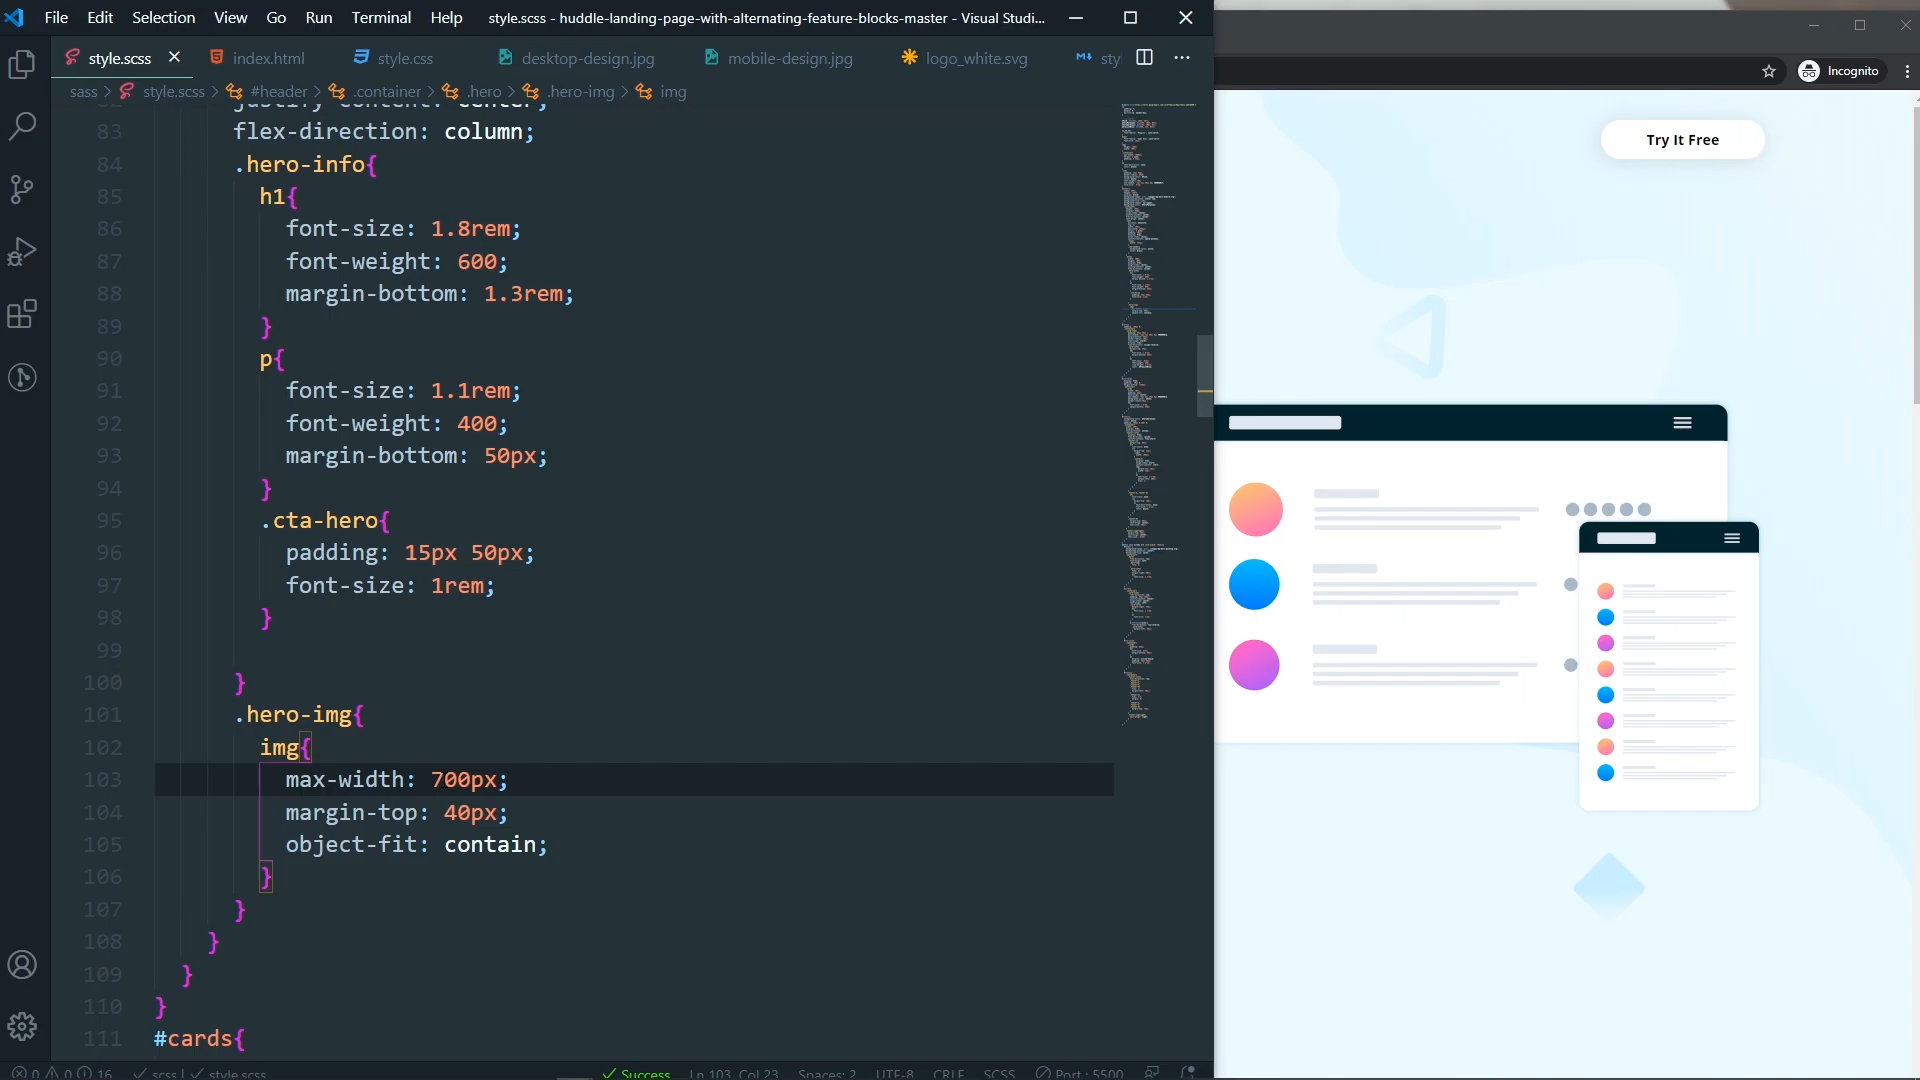 File Edit Selection View Go Run Terminal Help style.scss - huddle-landing-page-with-alternating-feature-blocks-master - Visual Studi...
style.scss index.html style.css desktop-design.jpg mobile-design.jpg logo_white.svg sty
sass > style.scss > #header > .container > .hero > .hero-img > img
justify-content: center;
83 flex-direction: column;
84 .hero-info{
85 h1{
86 font-size: 1.8rem;
87 font-weight: 600;
88 margin-bottom: 1.3rem;
89 }
90 p{
91 font-size: 1.1rem;
92 font-weight: 400;
93 margin-bottom: 50px;
94 }
95 .cta-hero{
96 padding: 15px 50px;
97 font-size: 1rem;
98 }
99
100 }
101 .hero-img{
102 img{
103 max-width: 700px;
104 margin-top: 40px;
105 object-fit: contain;
106 }
107 }
108 }
109 }
110 }
111 #cards{
0 0 16 scss | style.scss Success Ln 103, Col 23 Spaces: 2 UTF-8 CRLF SCSS Port : 5500
Incognito
Try It Free